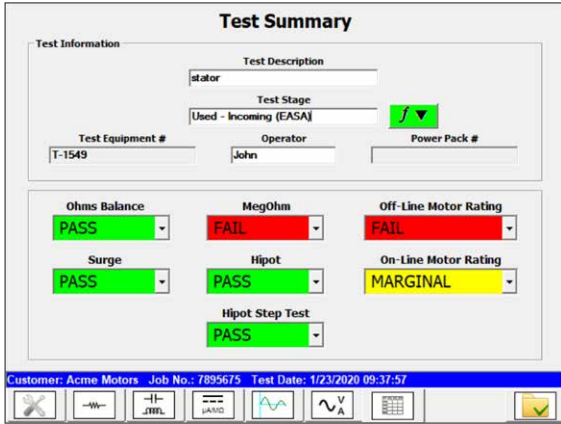 Test Summary
Test Information
Test Description
stator
Test Stage
Used - Incoming (EASA)
f ▼
Test Equipment # Operator Power Pack #
T-1549 John
Ohms Balance MegOhm Off-Line Motor Rating
PASS FAIL FAIL
Surge Hipot On-Line Motor Rating
PASS PASS MARGINAL
Hipot Step Test
PASS
Customer: Acme Motors Job No.: 7895675 Test Date: 1/23/2020 09:37:57
µA/MΩ V
A